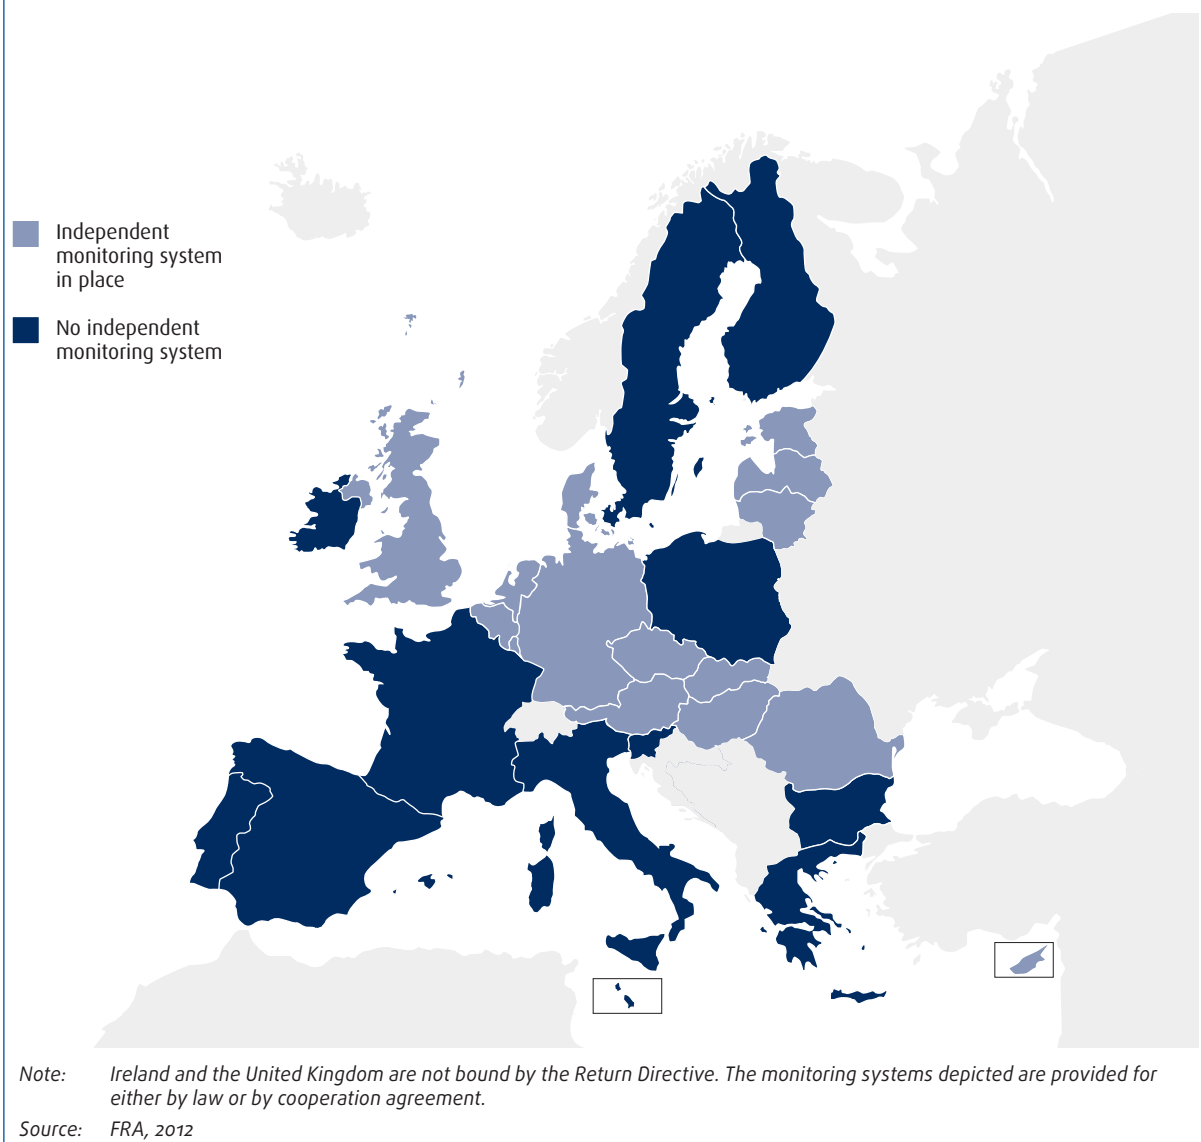 Independent
monitoring system
in place
No independent
monitoring system
Note: Ireland and the United Kingdom are not bound by the Return Directive. The monitoring systems depicted are provided for
either by law or by cooperation agreement.
Source: FRA, 2012